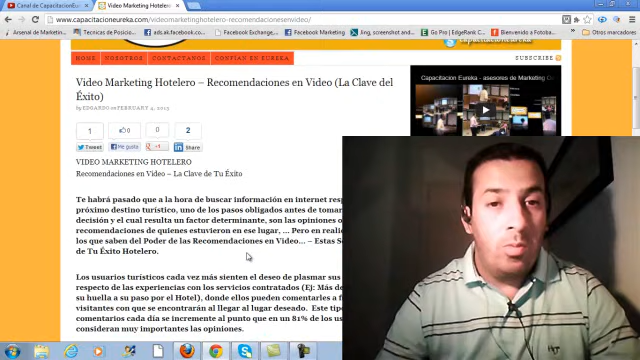 Canal de CapacitacionEu
Video Marketing Hotelero
www.capacitacioneureka.com/videomarketinghotelero-recomendacionesenvideo/
Arsenal de Marketing
Tecnicas de Posicion
ads.ak.facebook.com
Facebook Exchange,
Facebook Marketing
Jing, screenshot and
Go Pro | EdgeRank C
Bienvenido a Fotoba
Otros marcadores
HOME
NOSOTROS
CONTACTANOS
CONFÍAN EN EUREKA
SUBSCRIBE
Video Marketing Hotelero – Recomendaciones en Video (La Clave del
Éxito)
by EDGARDO on FEBRUARY 4, 2013
1 0 0 2
Tweet Me gusta +1 Share
Capacitacion Eureka - asesores de Marketing O
VIDEO MARKETING HOTELERO
Recomendaciones en Video – La Clave de Tu Éxito
Te habrá pasado que a la hora de buscar información en internet resp
próximo destino turístico, uno de los pasos obligados antes de tomar
decisión y el cual resulta un factor determinante, son las opiniones o
recomendaciones de quienes estuvieron en ese lugar, … Pero en realid
los que saben del Poder de las Recomendaciones en Video… – Estas S
de Tu Éxito Hotelero.
Los usuarios turísticos cada vez más sienten el deseo de plasmar sus
respecto de las experiencias con los servicios contratados (Ej: Más de
su huella a su paso por el Hotel), donde ellos pueden comentarles a f
visitantes con que se encontrarán al llegar al lugar deseado. Este tip
comentarios cada día se incremente al punto que en un 81% de los us
consideran muy importantes las opiniones.
ES